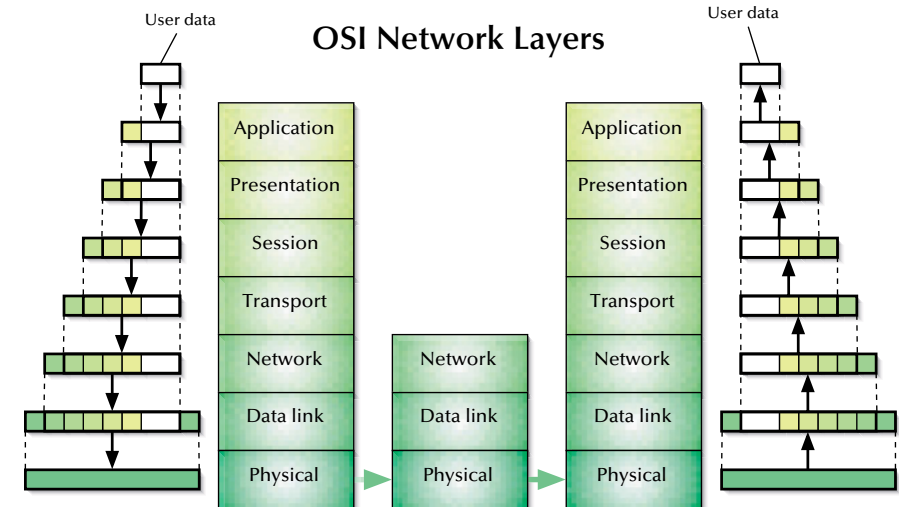 User data
OSI Network Layers
User data
Application
Presentation
Session
Transport
Network
Data link
Physical
Network
Data link
Physical
Application
Presentation
Session
Transport
Network
Data link
Physical